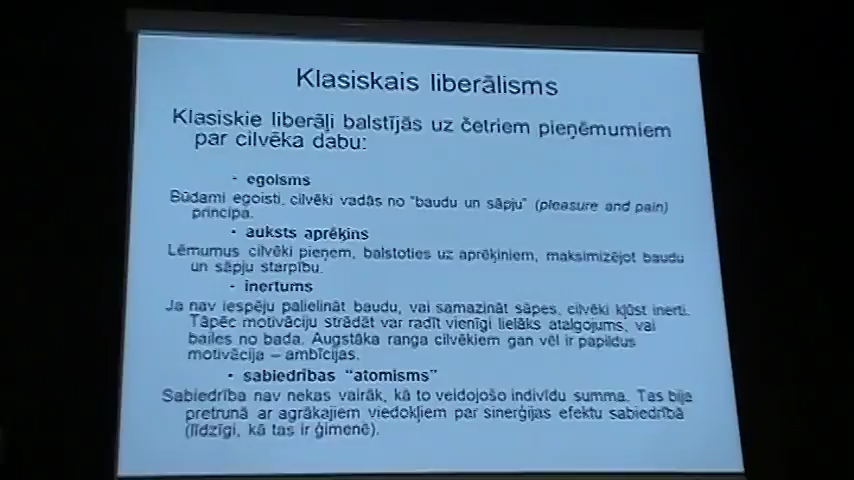 Klasiskais liberālisms
Klasiskie liberāļi balstījās uz četriem pieņēmumiem
par cilvēka dabu:
- egoisms
Būdami egoisti, cilvēki vadās no "baudu un sāpju" (pleasure and pain)
principa.
• auksts aprēķins
Lēmumus cilvēki pieņem, balstoties uz aprēķiniem, maksimizējot baudu
un sāpju starpību.
- inertums
Ja nav iespēju palielināt baudu, vai samazināt sāpes, cilvēki kļūst inerti.
Tāpēc motivāciju strādāt var radīt vienīgi lielāks atalgojums, vai
bailes no bada. Augstāka ranga cilvēkiem gan vēl ir papildus
motivācija – ambīcijas.
• sabiedrības "atomisms"
Sabiedrība nav nekas vairāk, kā to veidojošo indivīdu summa. Tas bija
pretrunā ar agrākajiem viedokļiem par sinerģijas efektu sabiedrībā
(līdzīgi, kā tas ir ģimenē).